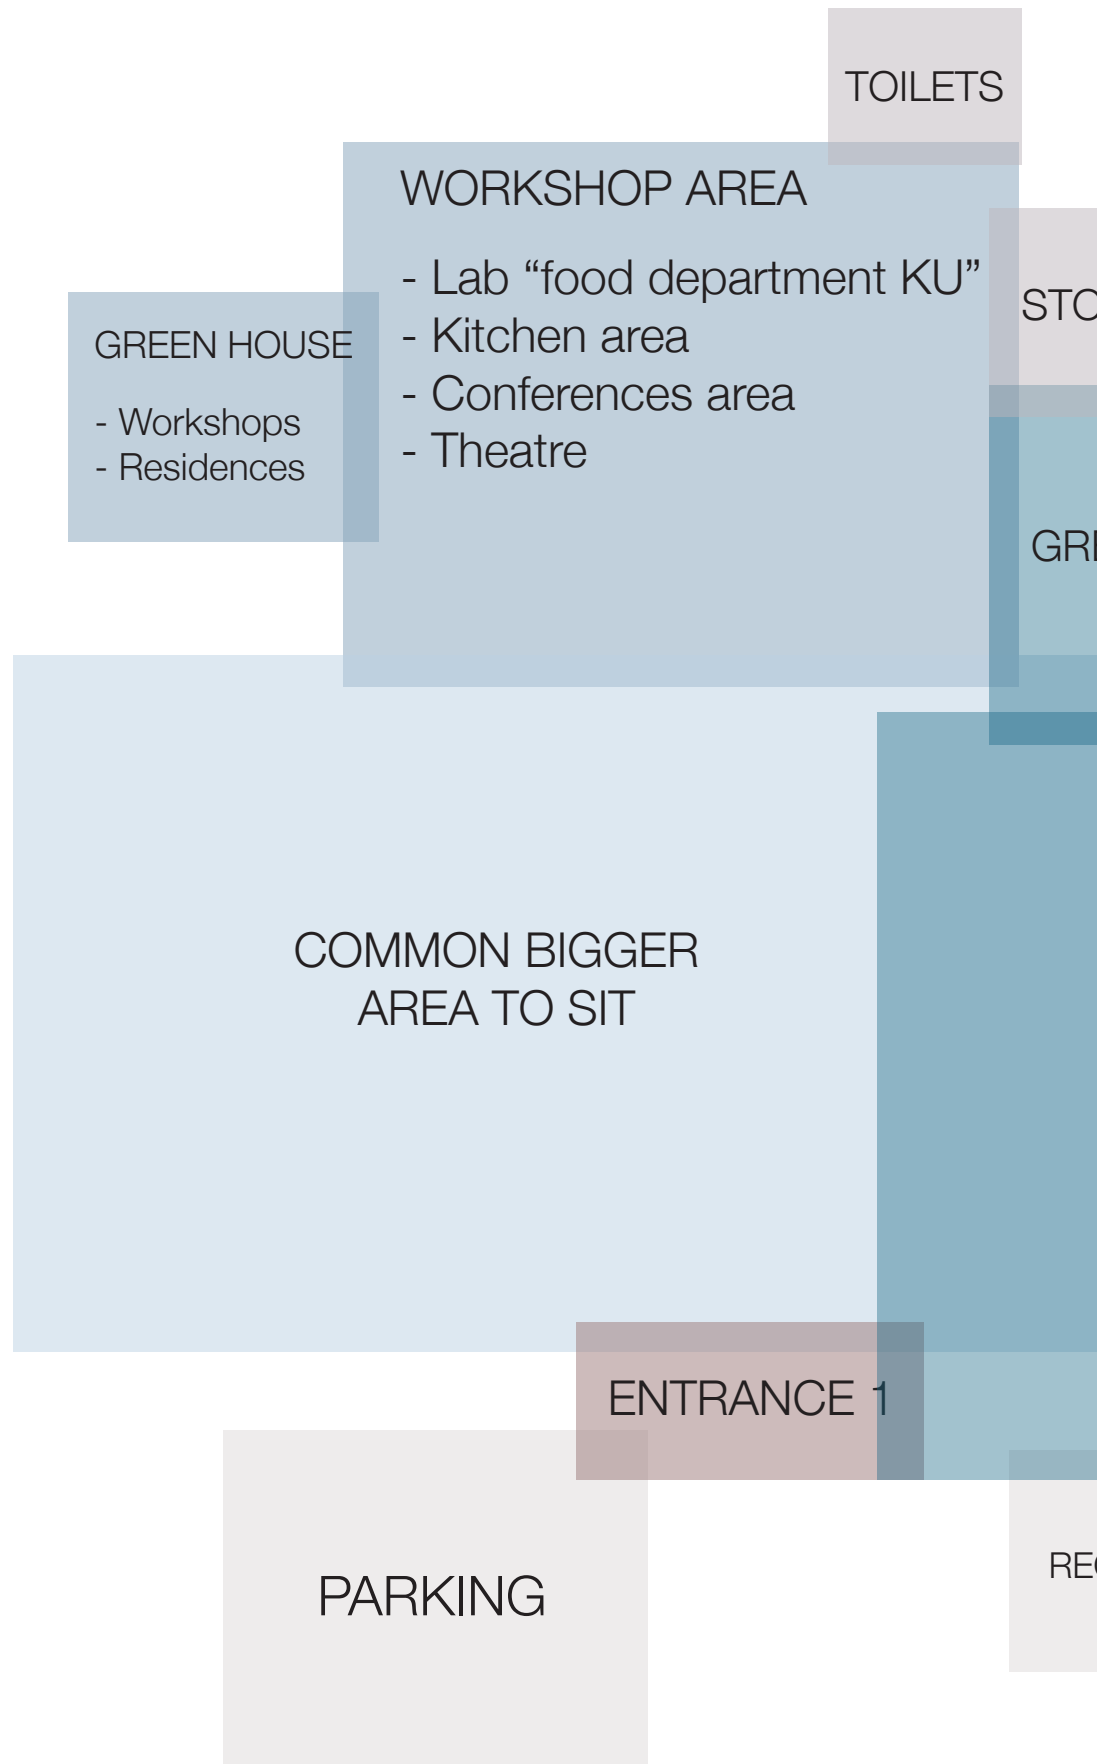 TOILETS
WORKSHOP AREA
- Lab “food department KU”
- Kitchen area
- Conferences area
- Theatre
GREEN HOUSE
- Workshops
- Residences
COMMON BIGGER
AREA TO SIT
ENTRANCE 1
PARKING